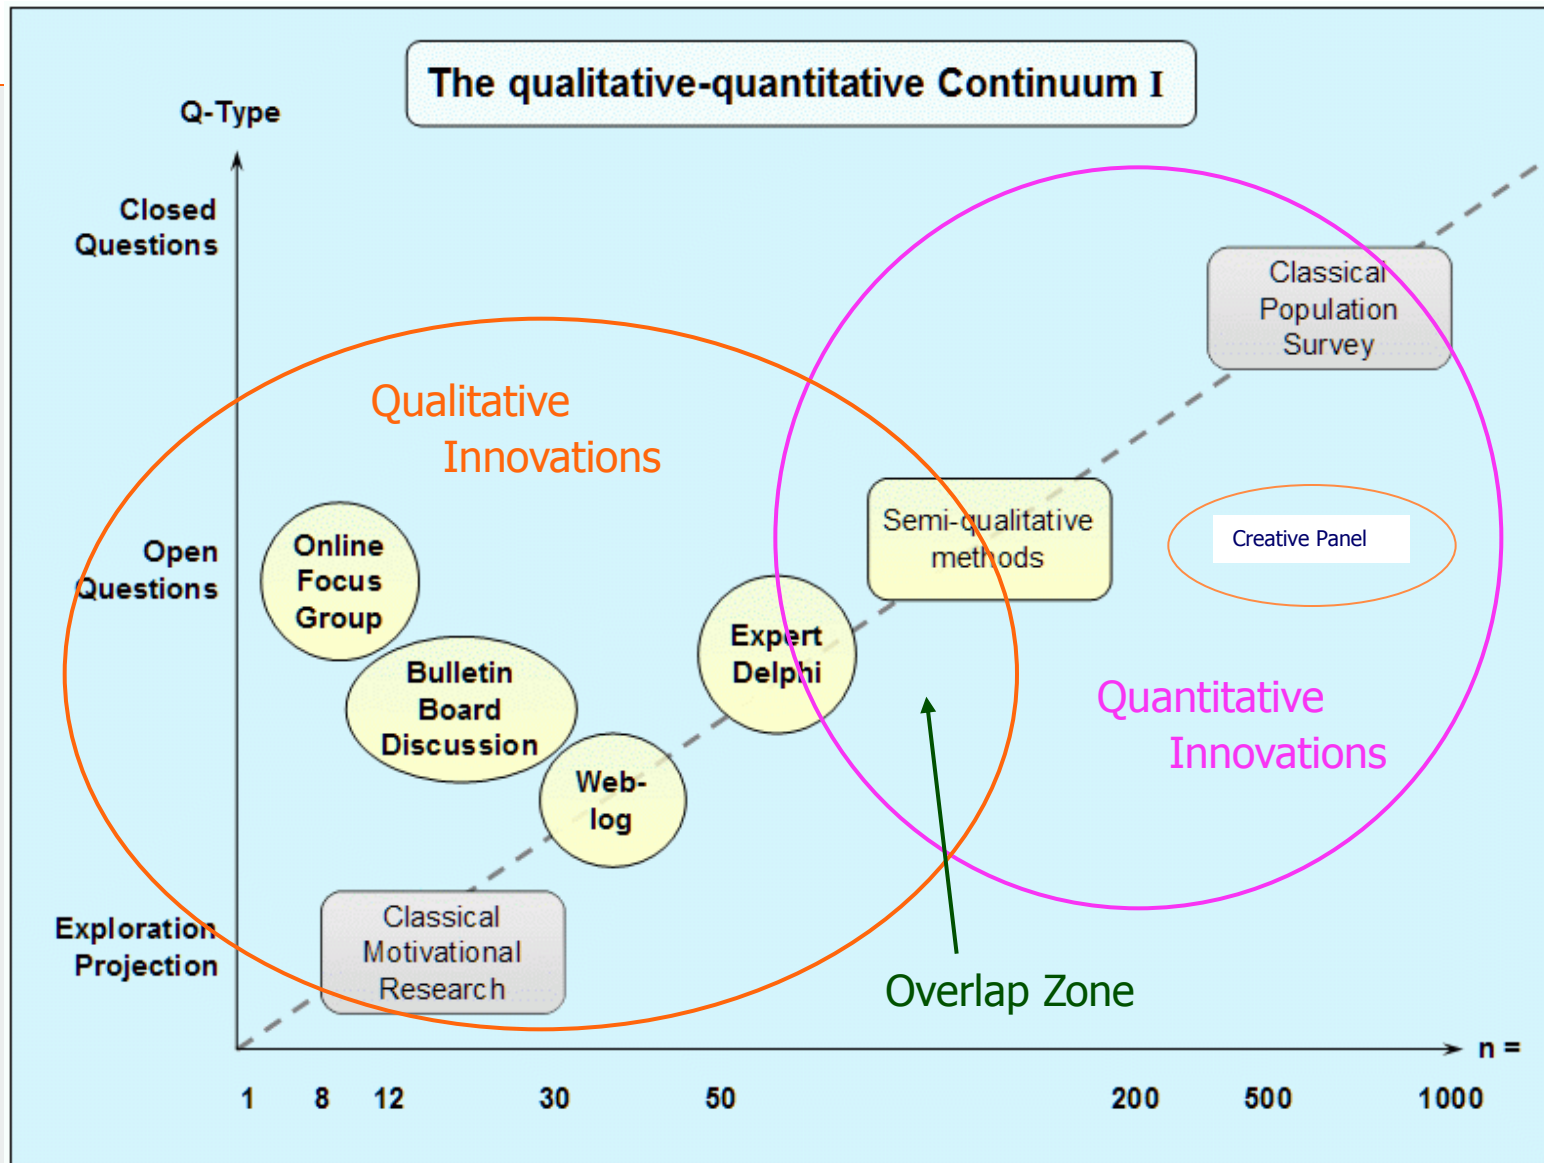 The qualitative-quantitative Continuum I
Q-Type
Closed
Questions
Classical
Population
Survey
Qualitative
Innovations
Open
Questions
Online
Focus
Group
Semi-qualitative
methods
Creative Panel
Bulletin
Board
Discussion
Expert
Delphi
Quantitative
Innovations
Web-
log
Exploration
Projection
Classical
Motivational
Research
Overlap Zone
n =
1 8 12 30 50 200 500 1000